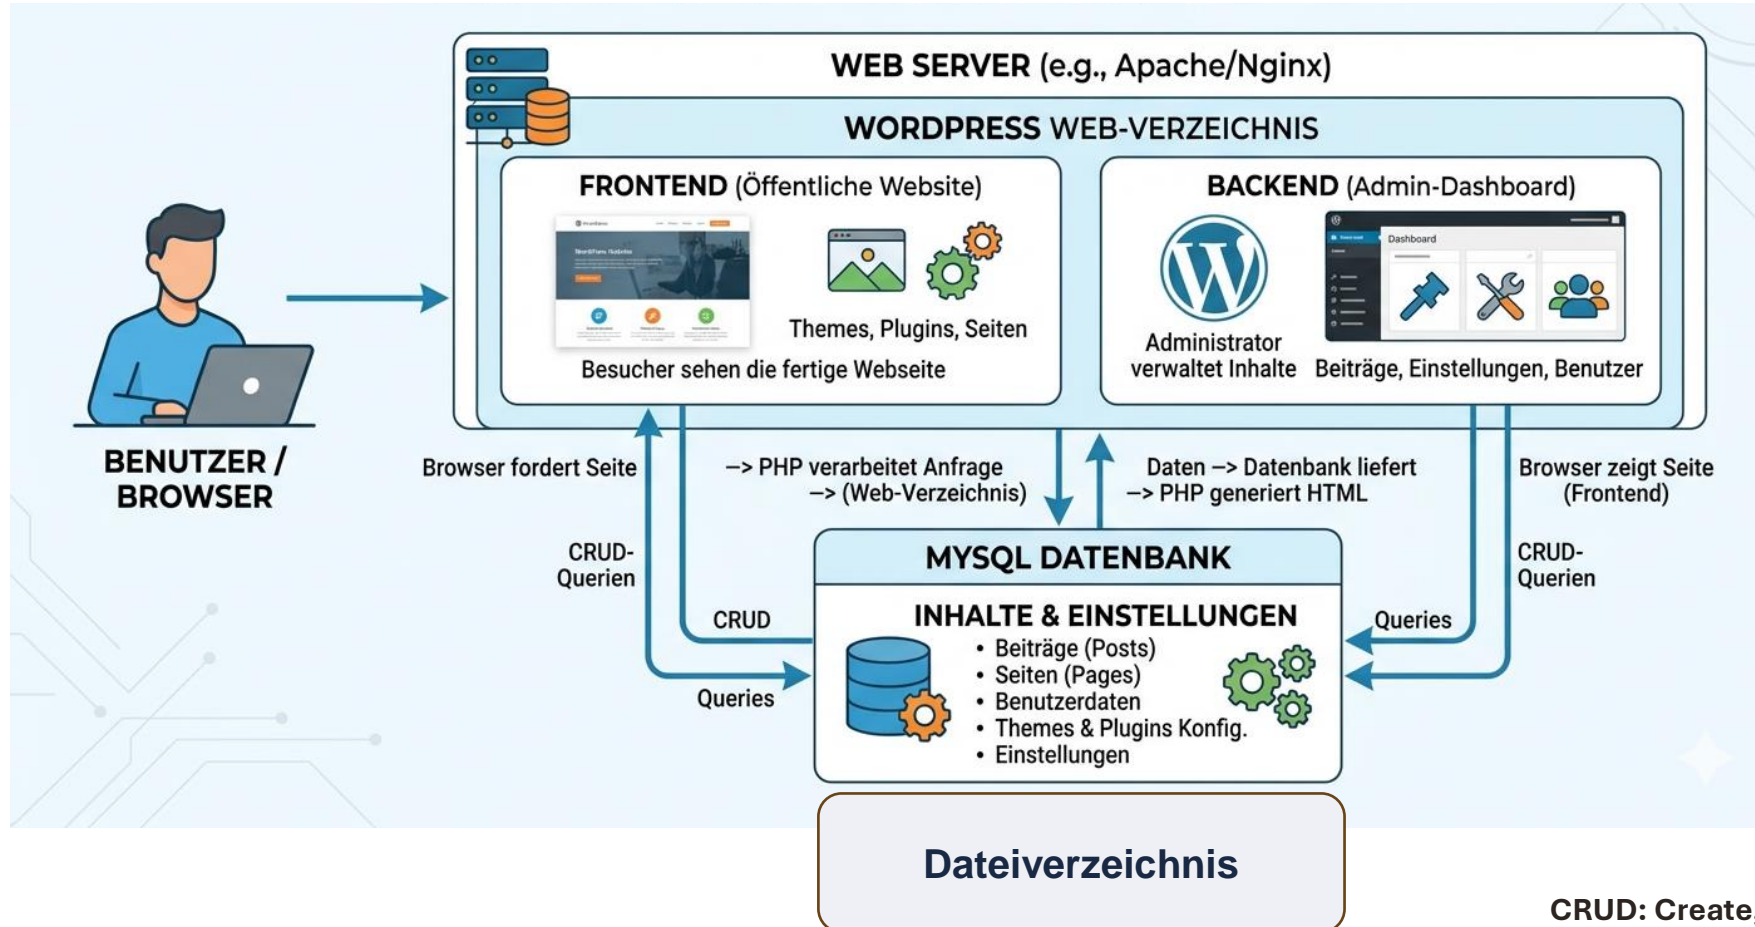 WEB SERVER (e.g., Apache/Nginx)
WORDPRESS WEB-VERZEICHNIS
FRONTEND (Öffentliche Website)
Themes, Plugins, Seiten
Besucher sehen die fertige Webseite
BACKEND (Admin-Dashboard)
Dashboard
Administrator
verwaltet Inhalte
Beiträge, Einstellungen, Benutzer
BENUTZER /
BROWSER
Browser fordert Seite
–> PHP verarbeitet Anfrage
–> (Web-Verzeichnis)
Daten –> Datenbank liefert
–> PHP generiert HTML
Browser zeigt Seite
(Frontend)
CRUD-
Querien
CRUD
Queries
MYSQL DATENBANK
INHALTE & EINSTELLUNGEN
• Beiträge (Posts)
• Seiten (Pages)
• Benutzerdaten
• Themes & Plugins Konfig.
• Einstellungen
Queries
CRUD-
Querien
Dateiverzeichnis
CRUD: Create,